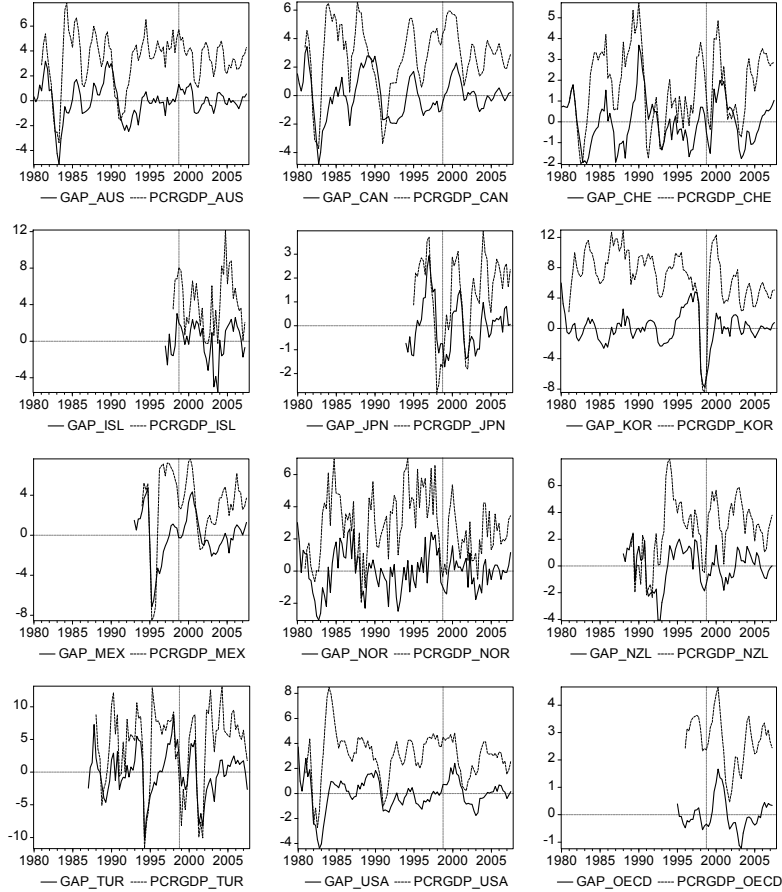 6
4
2
0
-2
-4
1980 1985 1990 1995 2000 2005
GAP_AUS PCRGDP_AUS
6
4
2
0
-2
-4
1980 1985 1990 1995 2000 2005
GAP_CAN PCRGDP_CAN
5
4
3
2
1
0
-1
-2
1980 1985 1990 1995 2000 2005
GAP_CHE PCRGDP_CHE
12
8
4
0
-4
1980 1985 1990 1995 2000 2005
GAP_ISL PCRGDP_ISL
3
2
1
0
-1
-2
1980 1985 1990 1995 2000 2005
GAP_JPN PCRGDP_JPN
12
8
4
0
-4
-8
1980 1985 1990 1995 2000 2005
GAP_KOR PCRGDP_KOR
4
0
-4
-8
1980 1985 1990 1995 2000 2005
GAP_MEX PCRGDP_MEX
6
4
2
0
-2
1980 1985 1990 1995 2000 2005
GAP_NOR PCRGDP_NOR
8
6
4
2
0
-2
-4
1980 1985 1990 1995 2000 2005
GAP_NZL PCRGDP_NZL
10
5
0
-5
-10
1980 1985 1990 1995 2000 2005
GAP_TUR PCRGDP_TUR
8
6
4
2
0
-2
-4
1980 1985 1990 1995 2000 2005
GAP_USA PCRGDP_USA
4
3
2
1
0
-1
1980 1985 1990 1995 2000 2005
GAP_OECD PCRGDP_OECD